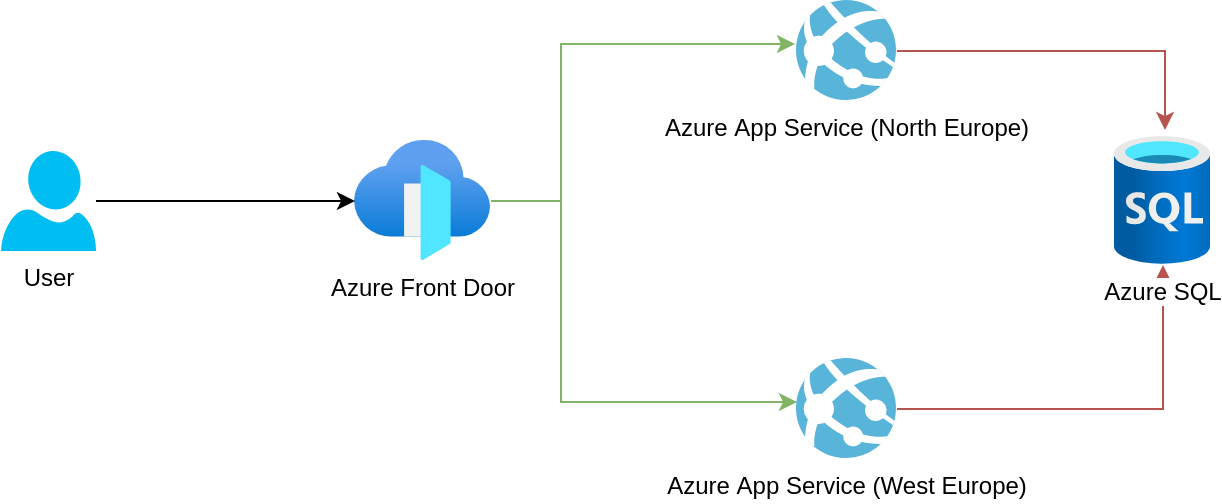 Azure App Service (North Europe)
SQL
User
Azure Front Door
Azure SQL
Azure App Service (West Europe)